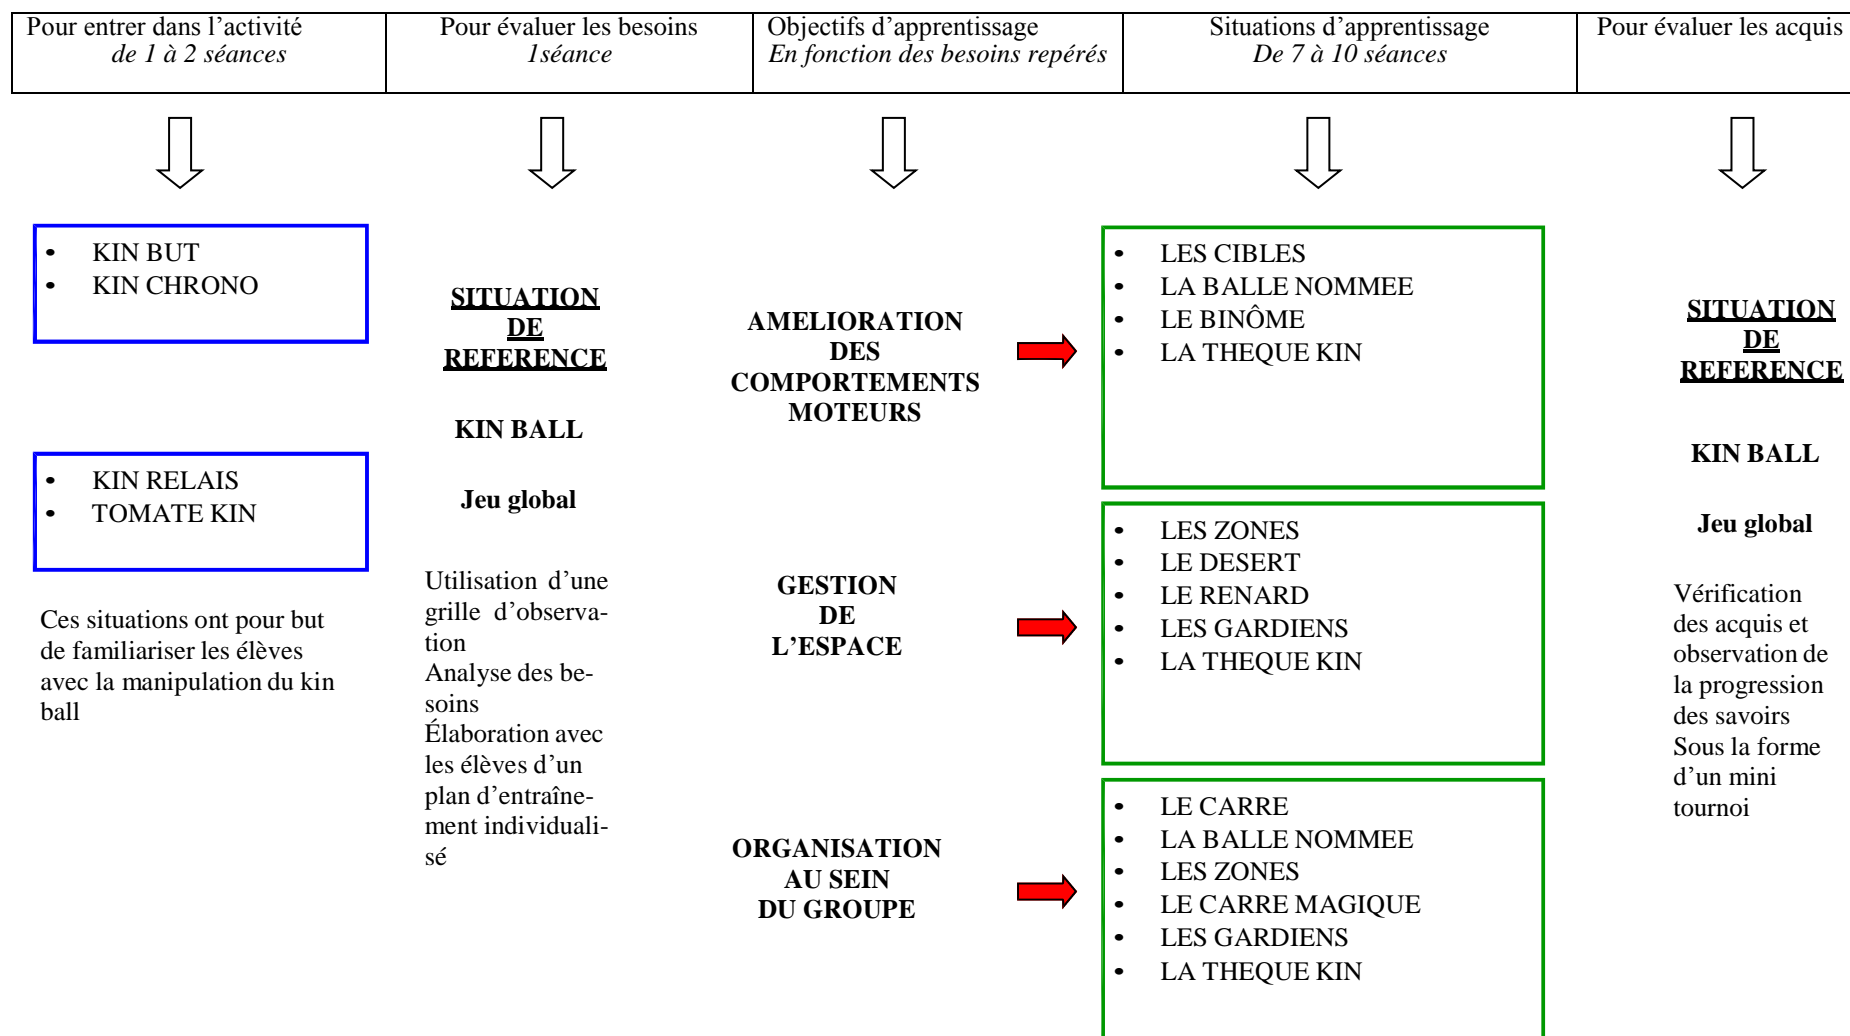 Pour entrer dans l’activité
de 1 à 2 séances
Pour évaluer les besoins
1séance
Objectifs d’apprentissage
En fonction des besoins repérés
Situations d’apprentissage
De 7 à 10 séances
Pour évaluer les acquis
• KIN BUT
• KIN CHRONO
• KIN RELAIS
• TOMATE KIN
Ces situations ont pour but
de familiariser les élèves
avec la manipulation du kin
ball
SITUATION
DE
REFERENCE
KIN BALL
Jeu global
Utilisation d’une
grille d’observa-
tion
Analyse des be-
soins
Élaboration avec
les élèves d’un
plan d’entraîne-
ment individuali-
sé
AMELIORATION
DES
COMPORTEMENTS
MOTEURS
GESTION
DE
L’ESPACE
ORGANISATION
AU SEIN
DU GROUPE
• LES CIBLES
• LA BALLE NOMMEE
• LE BINÔME
• LA THEQUE KIN
• LES ZONES
• LE DESERT
• LE RENARD
• LES GARDIENS
• LA THEQUE KIN
• LE CARRE
• LA BALLE NOMMEE
• LES ZONES
• LE CARRE MAGIQUE
• LES GARDIENS
• LA THEQUE KIN
SITUATION
DE
REFERENCE
KIN BALL
Jeu global
Vérification
des acquis et
observation de
la progression
des savoirs
Sous la forme
d’un mini
tournoi